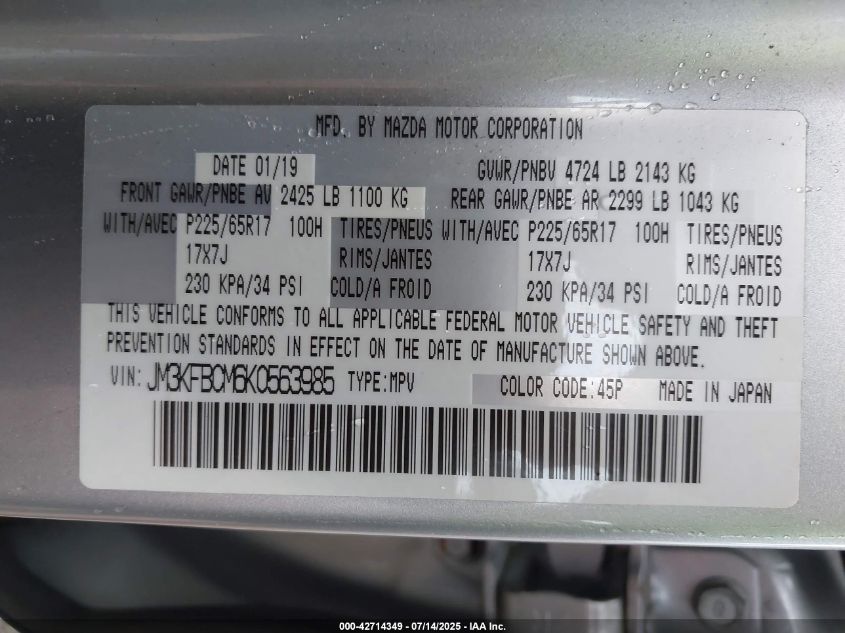 MFD. BY MAZDA MOTOR CORPORATION
DATE 01/19 GVWR/PNBV 4724 LB 2143 KG
FRONT GAWR/PNBE AV 2425 LB 1100 KG REAR GAWR/PNBE AR 2299 LB 1043 KG
WITH/AVEC P225/65R17 100H TIRES/PNEUS WITH/AVEC P225/65R17 100H TIRES/PNEUS
17X7J RIMS/JANTES 17X7J RIMS/JANTES
230 KPA/34 PSI COLD/A FROID 230 KPA/34 PSI COLD/A FROID
THIS VEHICLE CONFORMS TO ALL APPLICABLE FEDERAL MOTOR VEHICLE SAFETY AND THEFT
PREVENTION STANDARDS IN EFFECT ON THE DATE OF MANUFACTURE SHOWN ABOVE.
VIN: JM3KFBCM6K0563985 TYPE:MPV COLOR CODE:45P MADE IN JAPAN
000-42714349 - 07/14/2025 - IAA Inc.